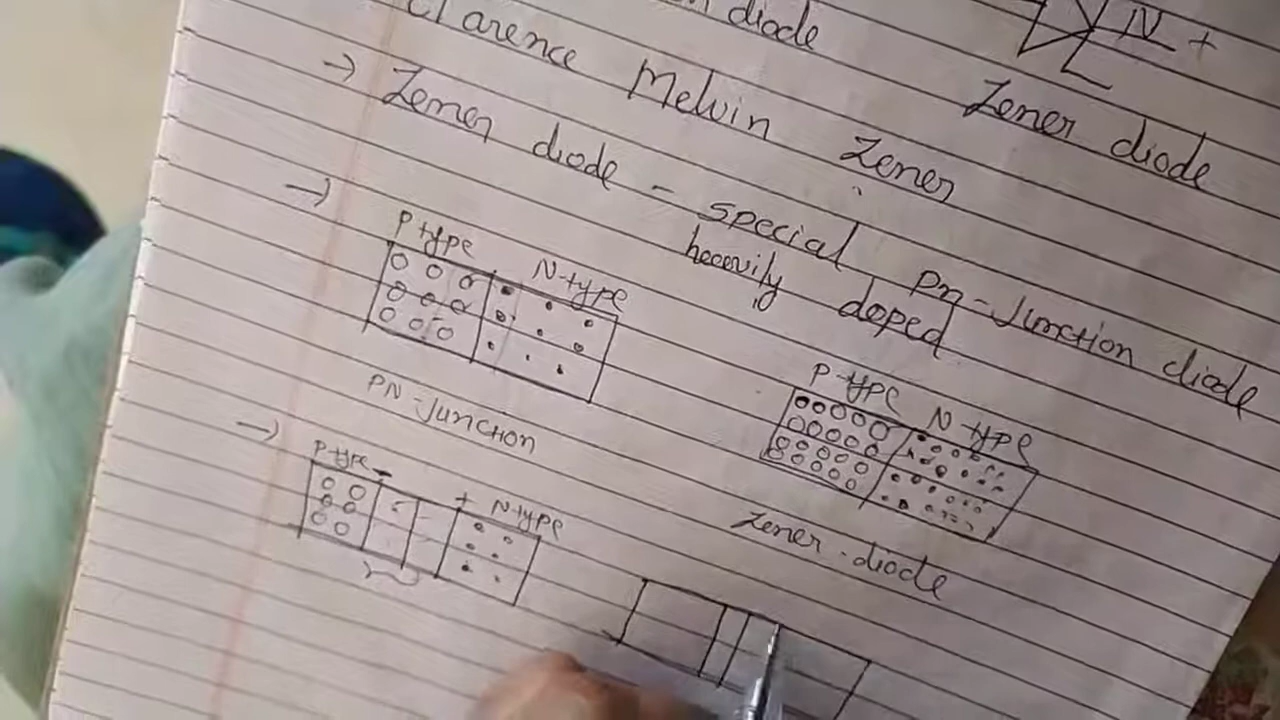 diode
N +
Zener diode
Clarence Melvin Zener
→ Zener diode - special Pn-Junction diode
heavily doped
→
P type N-type
PN-Junction
P-type N-type
Zener-diode
→
P-type - + N-type